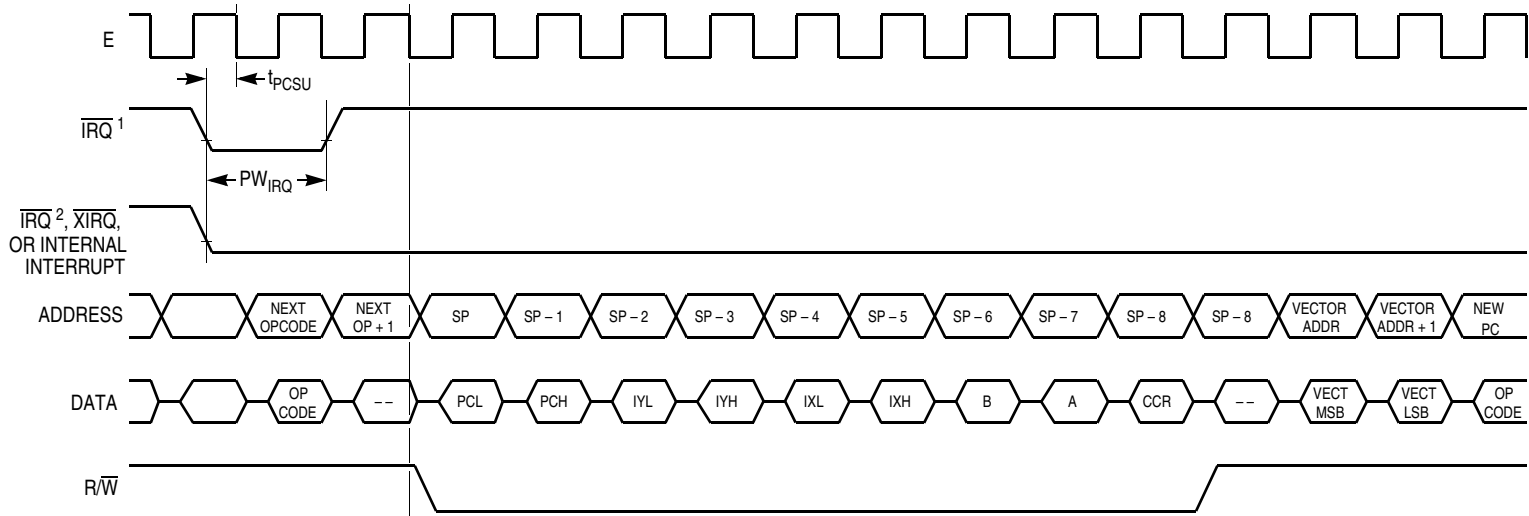 E
tPCSU
IRQ 1
PWIRQ
IRQ 2, XIRQ,
OR INTERNAL
INTERRUPT
ADDRESS
NEXT
OPCODE
NEXT
OP + 1
SP
SP – 1
SP – 2
SP – 3
SP – 4
SP – 5
SP – 6
SP – 7
SP – 8
SP – 8
VECTOR
ADDR
VECTOR
ADDR + 1
NEW
PC
DATA
OP
CODE
– –
PCL
PCH
IYL
IYH
IXL
IXH
B
A
CCR
– –
VECT
MSB
VECT
LSB
OP
CODE
R/W